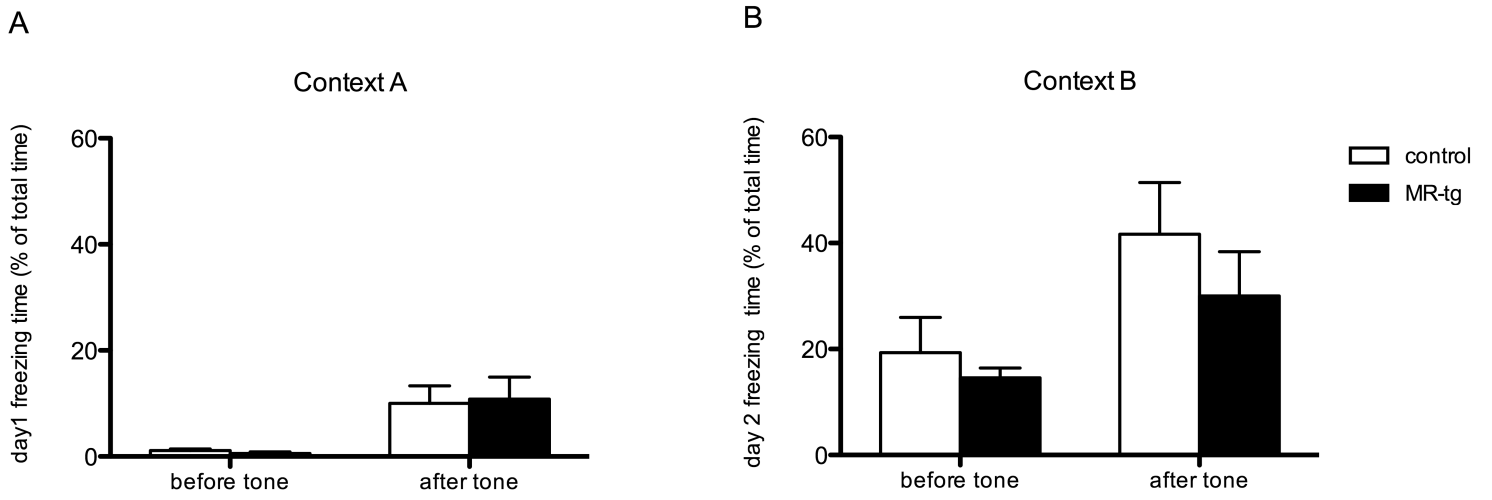 A
Context A
day1 freezing time (% of total time)
60
40
20
0
before tone
after tone
B
Context B
day 2 freezing time (% of total time)
60
40
20
0
before tone
after tone
control
MR-tg